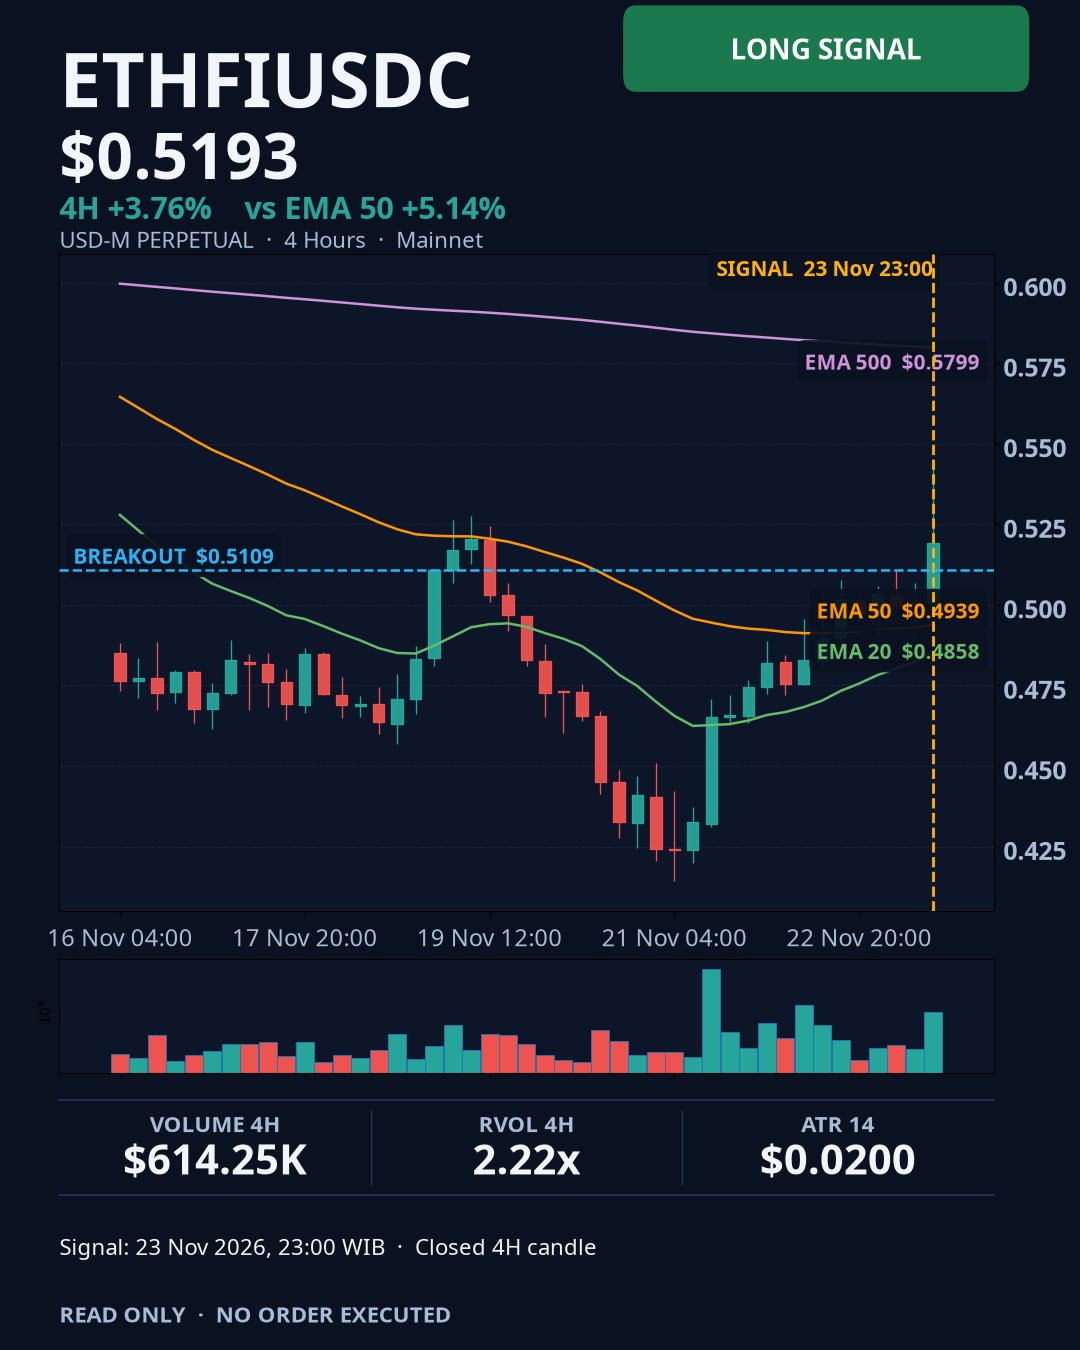 LONG SIGNAL
ETHFIUSDC
$0.5193
4H +3.76% vs EMA 50 +5.14%
USD-M PERPETUAL · 4 Hours · Mainnet
SIGNAL 23 Nov 23:00
0.600
EMA 500 $0.5799
0.575
0.550
0.525
BREAKOUT $0.5109
EMA 50 $0.4939
0.500
EMA 20 $0.4858
0.475
0.450
0.425
16 Nov 04:00 17 Nov 20:00 19 Nov 12:00 21 Nov 04:00 22 Nov 20:00
10⁶
VOLUME 4H RVOL 4H ATR 14
$614.25K 2.22x $0.0200
Signal: 23 Nov 2026, 23:00 WIB · Closed 4H candle
READ ONLY · NO ORDER EXECUTED